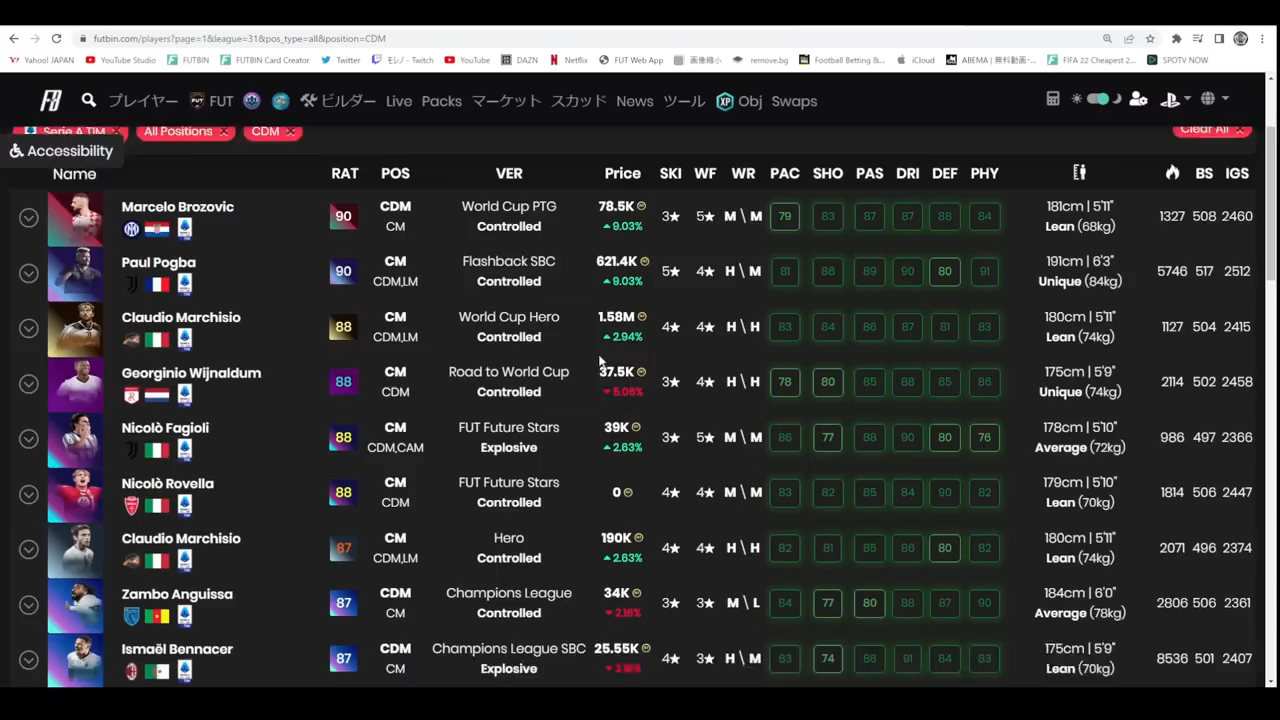 futbin.com/players?page=1&league=31&pos_type=all&position=CDM
Yahoo! JAPAN YouTube Studio FUTBIN FUTBIN Card Creator Twitter モレノ - Twitch YouTube DAZN Netflix FUT Web App 画像縮小 remove.bg Football Betting &... iCloud ABEMA | 無料動画・... FIFA 22 Cheapest 2... SPOTV NOW
プレイヤー FUT ビルダー Live Packs マーケット スカッド News ツール XP Obj Swaps
Serie A TIM All Positions CDM Clear All
Accessibility
Name RAT POS VER Price SKI WF WR PAC SHO PAS DRI DEF PHY BS IGS
Marcelo Brozovic 90 CDM World Cup PTG 78.5K 3★ 5★ M \ M 79 83 87 87 88 84 181cm | 5'11" 1327 508 2460
CM Controlled 9.03% Lean (68kg)
Paul Pogba 90 CM Flashback SBC 621.4K 5★ 4★ H \ M 81 86 89 90 80 91 191cm | 6'3" 5746 517 2512
CDM,LM Controlled 9.03% Unique (84kg)
Claudio Marchisio 88 CM World Cup Hero 1.58M 4★ 4★ H \ H 83 84 86 87 81 83 180cm | 5'11" 1127 504 2415
CDM,LM Controlled 2.94% Lean (74kg)
Georginio Wijnaldum 88 CM Road to World Cup 37.5K 3★ 4★ H \ H 78 80 85 88 85 86 175cm | 5'9" 2114 502 2458
CDM Controlled 5.06% Unique (74kg)
Nicolò Fagioli 88 CM FUT Future Stars 39K 3★ 5★ M \ M 86 77 88 90 80 76 178cm | 5'10" 986 497 2366
CDM,CAM Explosive 2.63% Average (72kg)
Nicolò Rovella 88 CM FUT Future Stars 0 4★ 4★ M \ M 83 82 85 84 90 82 179cm | 5'10" 1814 506 2447
CDM Controlled Lean (70kg)
Claudio Marchisio 87 CM Hero 190K 4★ 4★ H \ H 82 81 85 86 80 82 180cm | 5'11" 2071 496 2374
CDM,LM Controlled 2.63% Lean (74kg)
Zambo Anguissa 87 CDM Champions League 34K 3★ 3★ M \ L 84 77 80 88 87 90 184cm | 6'0" 2806 506 2361
CM Controlled 2.16% Average (78kg)
Ismaël Bennacer 87 CDM Champions League SBC 25.55K 4★ 3★ H \ M 83 74 86 91 84 83 175cm | 5'9" 8536 501 2407
CM Explosive Lean (70kg)